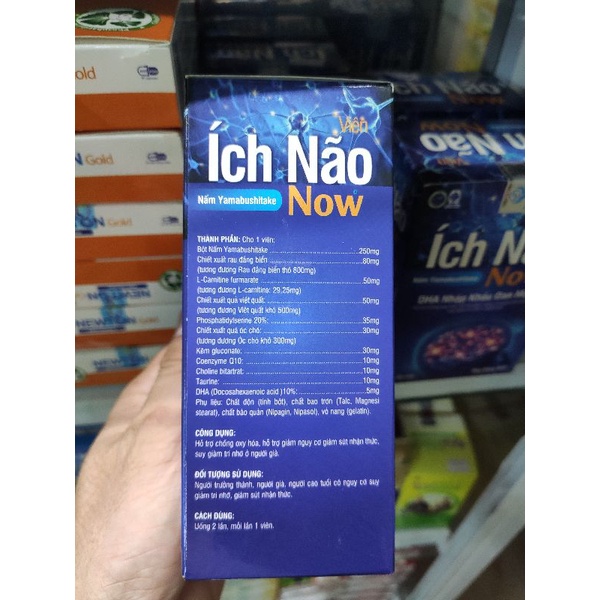 Viên
Ích Não
Nấm Yamabushitake
Now
THÀNH PHẦN: Cho 1 viên:
Bột Nấm Yamabushitake 250mg
Chiết xuất rau đắng biển 80mg
(tương đương Rau đắng biển thô 800mg)
L-Carnitine furmarate 50mg
(tương đương L-carnitine: 29,25mg)
Chiết xuất quả việt quất: 50mg
(tương đương Việt quất khô 500mg)
Phosphatidylserine 20%: 35mg
Chiết xuất quả óc chó: 30mg
(tương đương Óc chó khô 300mg)
Kẽm gluconate: 30mg
Coenzyme Q10: 10mg
Choline bitartrat: 10mg
Taurine: 10mg
DHA (Docosahexaenoic acid )10%: 5mg
Phụ liệu: Chất độn (tinh bột), chất bao trơn (Talc, Magnesi
stearat), chất bảo quản (Nipagin, Nipasol), vỏ nang (gelatin).
CÔNG DỤNG:
Hỗ trợ chống oxy hóa, hỗ trợ giảm nguy cơ giảm sút nhận thức,
suy giảm trí nhớ ở người già.
ĐỐI TƯỢNG SỬ DỤNG:
Người trưởng thành, người già, người cao tuổi có nguy cơ suy
giảm trí nhớ, giảm sút nhận thức.
CÁCH DÙNG:
Uống 2 lần, mỗi lần 1 viên.
Gold
Gold
Ích Nã
Now